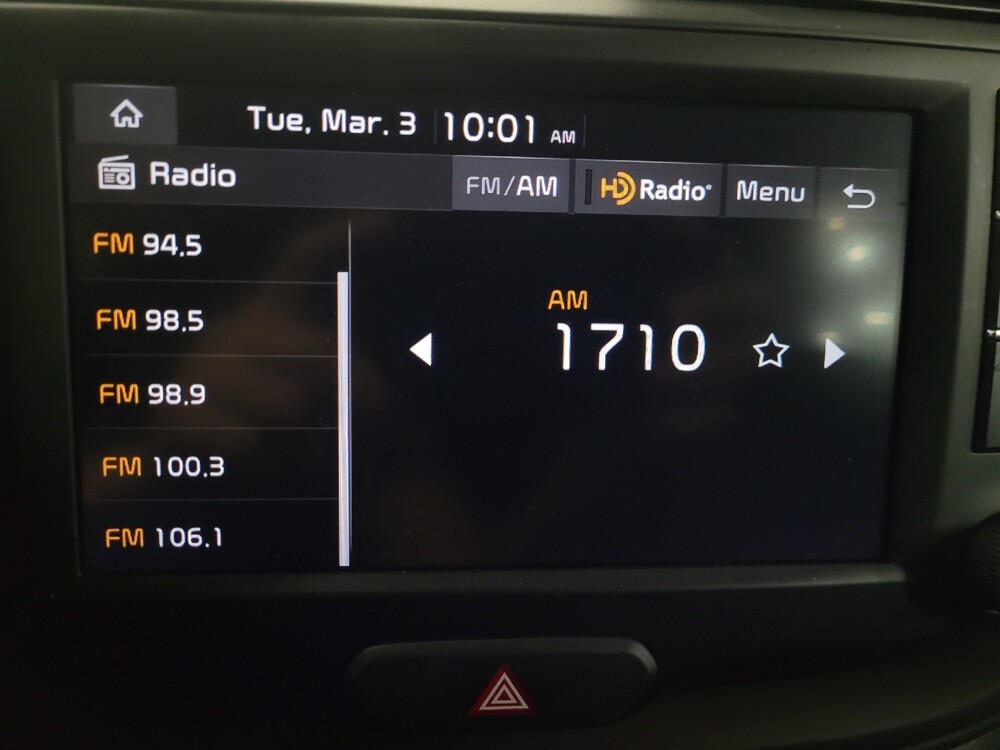 Tue, Mar. 3 10:01 AM
Radio FM/AM HD Radio® Menu
FM 94.5
FM 98.5
FM 98.9
FM 100.3
FM 106.1
AM
1710